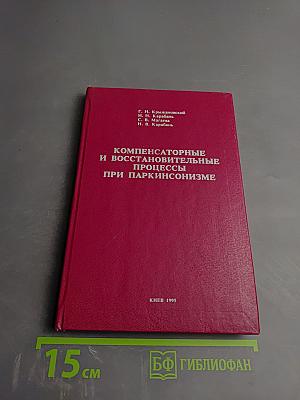 Г. Н. Крыжановский
И. Н. Карабань
С. В. Магаева
Н. В. Карабань
КОМПЕНСАТОРНЫЕ
И ВОССТАНОВИТЕЛЬНЫЕ
ПРОЦЕССЫ
ПРИ ПАРКИНСОНИЗМЕ
КИЕВ 1995
15 см
БФ ГИБЛИОФАН